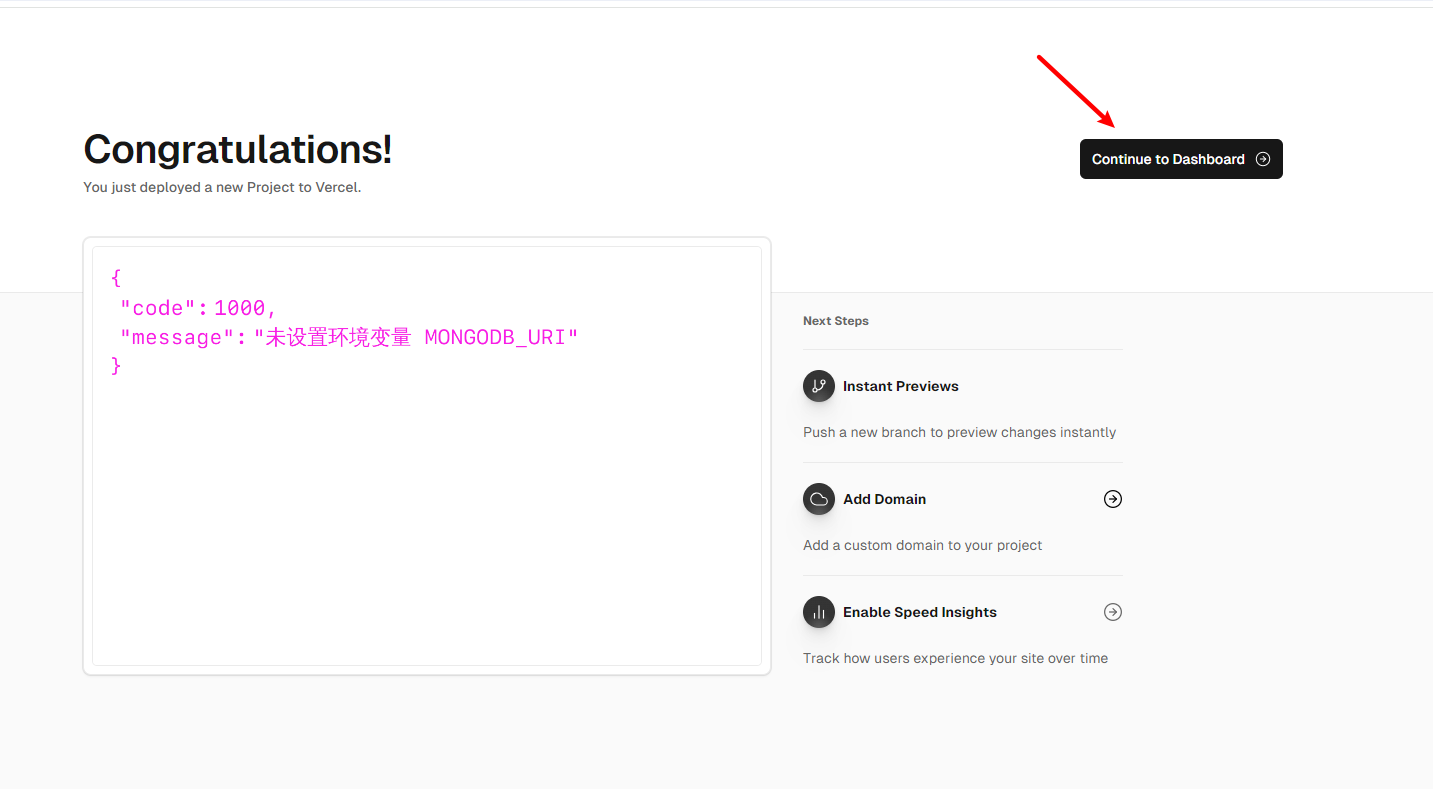 Congratulations!
You just deployed a new Project to Vercel.
Continue to Dashboard
{
"code": 1000,
"message": "未设置环境变量 MONGODB_URI"
}
Next Steps
Instant Previews
Push a new branch to preview changes instantly
Add Domain
Add a custom domain to your project
Enable Speed Insights
Track how users experience your site over time